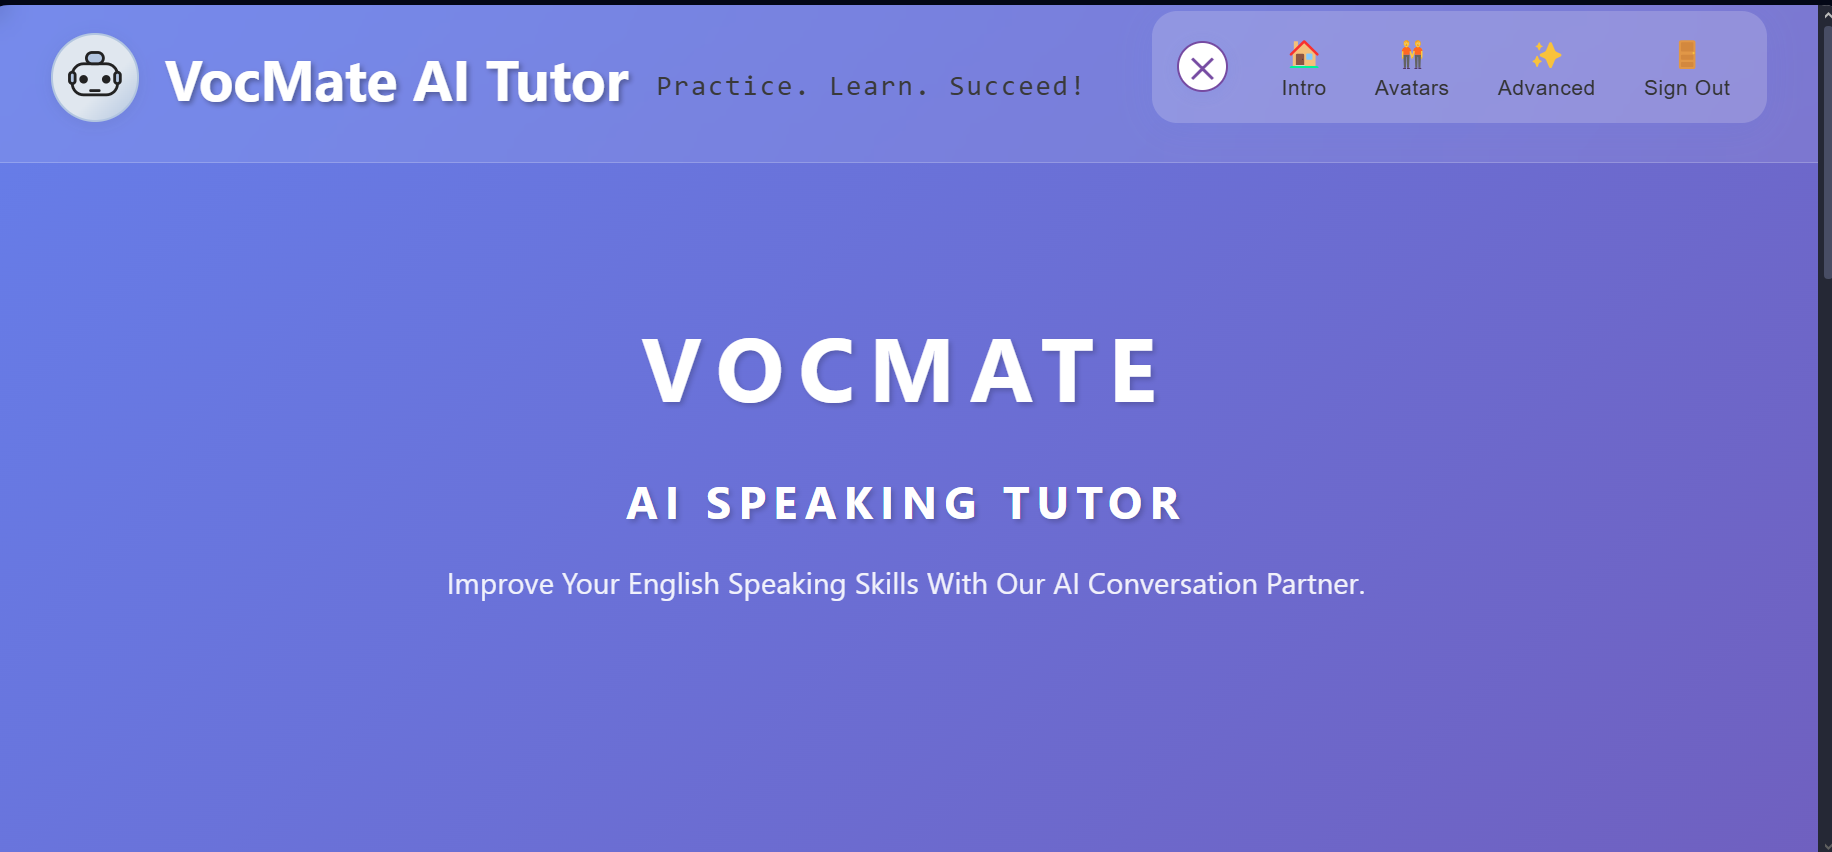 VocMate AI Tutor
Practice. Learn. Succeed!
Intro
Avatars
Advanced
Sign Out
VOCMATE
AI SPEAKING TUTOR
Improve Your English Speaking Skills With Our AI Conversation Partner.